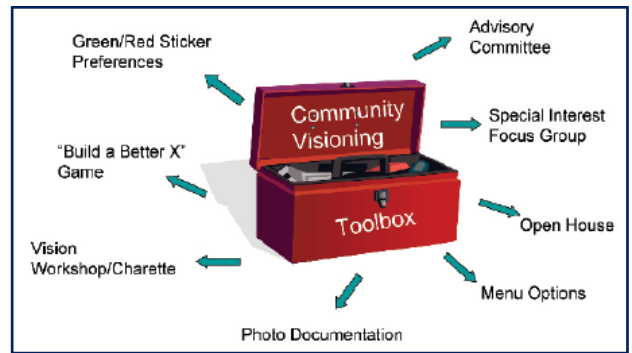 Green/Red Sticker
Preferences
Advisory
Committee
Community
Visioning
Special Interest
Focus Group
"Build a Better X"
Game
Toolbox
Open House
Vision
Workshop/Charette
Menu Options
Photo Documentation